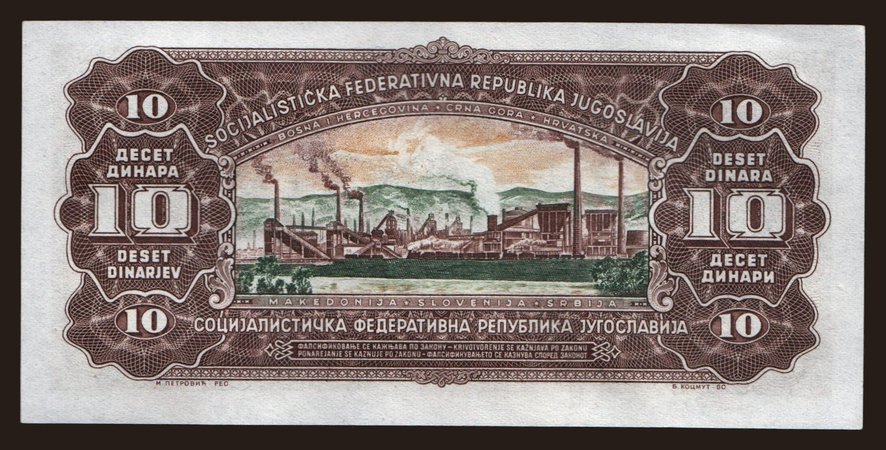 SOCIJALISTIČKA FEDERATIVNA REPUBLIKA JUGOSLAVIJA
BOSNA I HERCEGOVINA • CRNA GORA • HRVATSKA
10
ДЕСЕТ
ДИНАРА
10
DESET
DINARJEV
10
10
DESET
DINARA
10
ДЕСЕТ
ДИНАРИ
10
MAKEDONIJA • SLOVENIJA • SRBIJA
СОЦИЈАЛИСТИЧКА ФЕДЕРАТИВНА РЕПУБЛИКА ЈУГОСЛАВИЈА
ФАЛСИФИКОВАЊЕ СЕ КАЖЊАВА ПО ЗАКОНУ - KRIVOTVORENJE SE KAZNJAVA PO ZAKONU
PONAREJANJE SE KAZNUJE PO ZAKONU - ФАЛСИФИКУВАЊЕТО СЕ КАЗНУВА СПОРЕД ЗАКОНОТ
М. ПЕТРОВИЋ · РЕС
Б. КОЦМУТ - BC